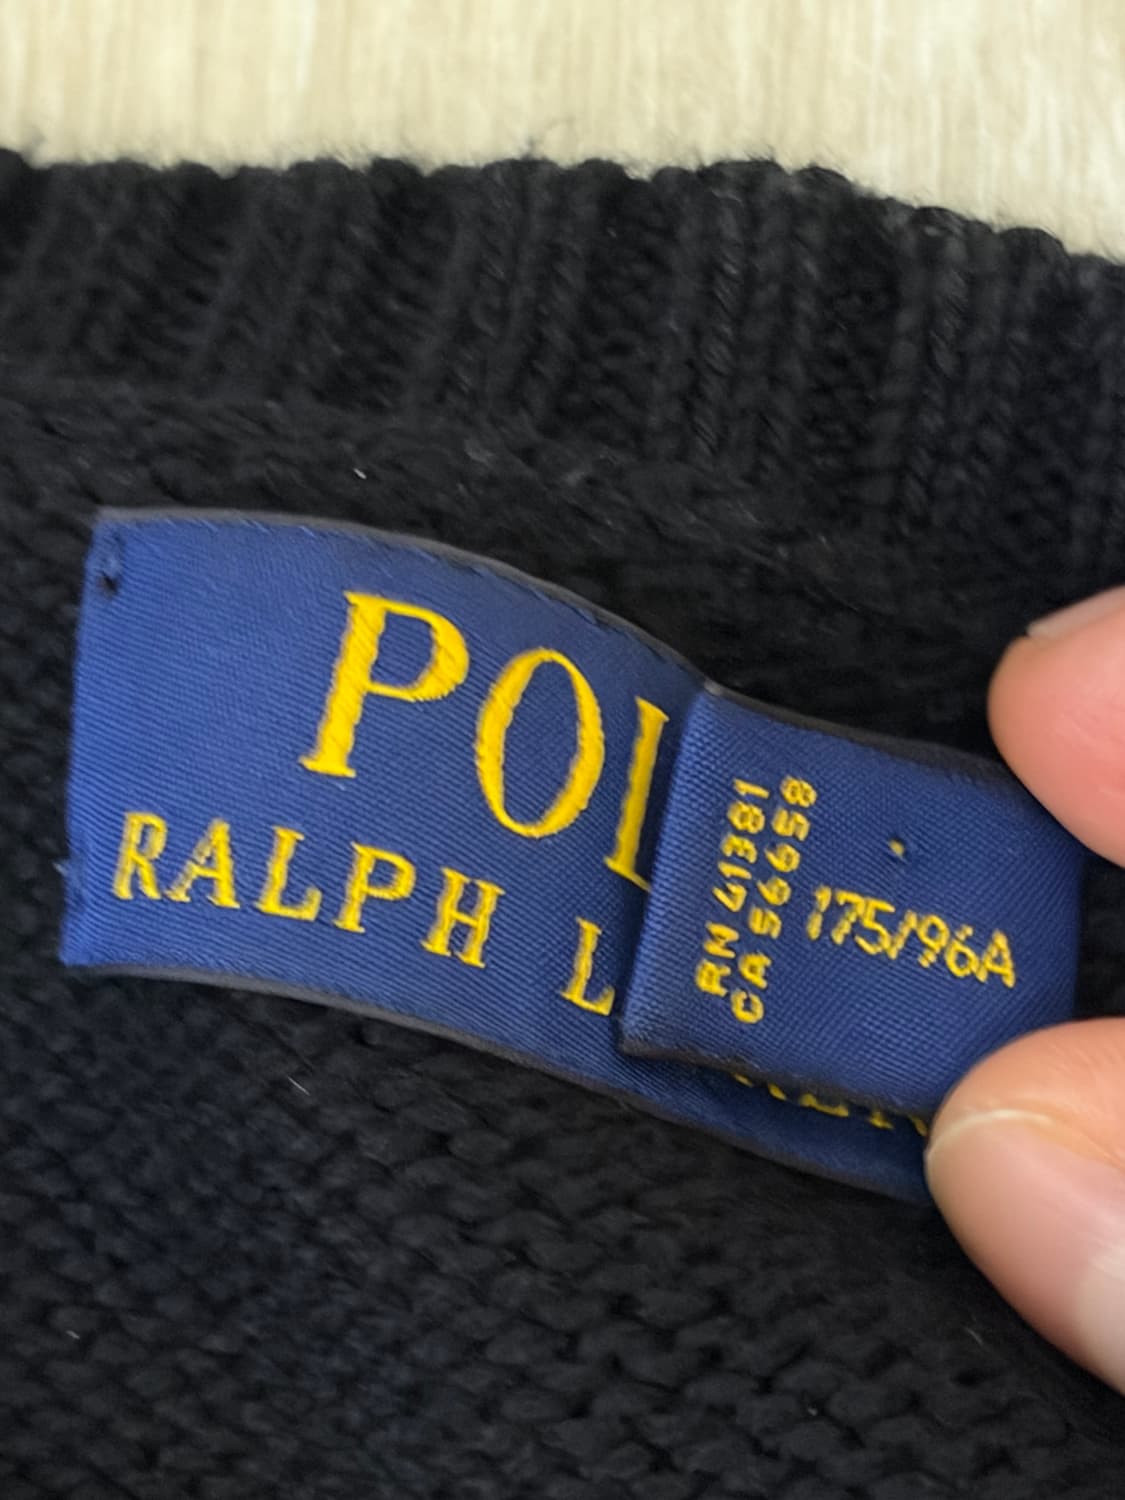 POL
RALPH L
RN 41381
CA 56658
175/96A